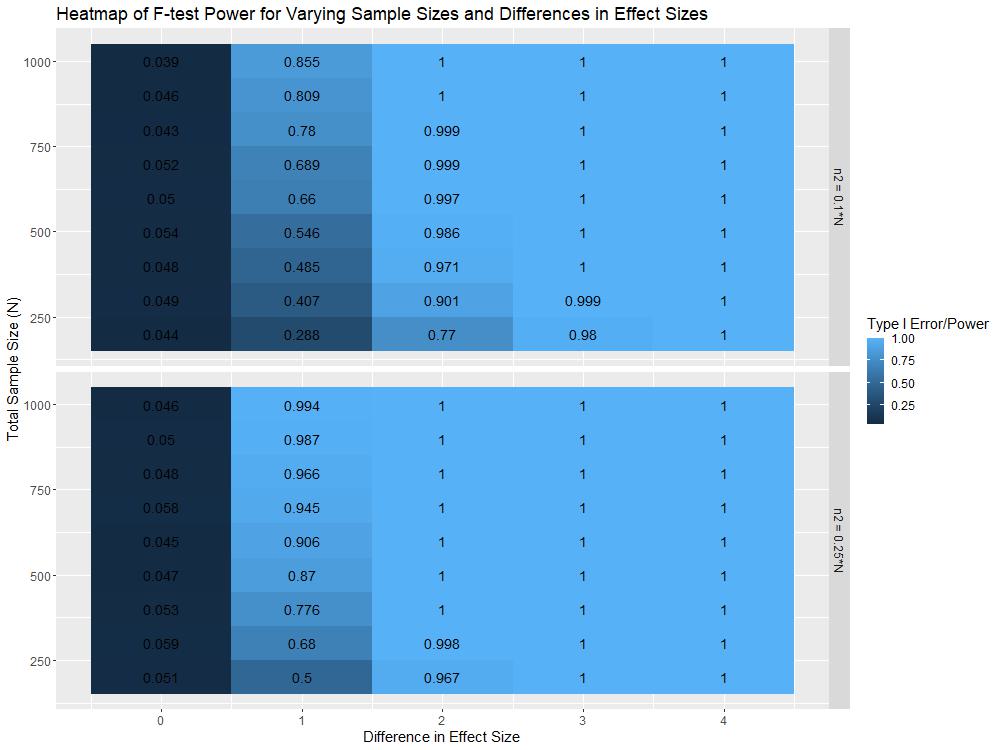 Heatmap of F-test Power for Varying Sample Sizes and Differences in Effect Sizes
Total Sample Size (N)
1000 0.039 0.855 1 1 1
0.046 0.809 1 1 1
0.043 0.78 0.999 1 1
750
0.052 0.689 0.999 1 1
0.05 0.66 0.997 1 1
500
0.054 0.546 0.986 1 1
0.048 0.485 0.971 1 1
0.049 0.407 0.901 0.999 1
250
0.044 0.288 0.77 0.98 1
n2 = 0.1*N
1000 0.046 0.994 1 1 1
0.05 0.987 1 1 1
0.048 0.966 1 1 1
750
0.058 0.945 1 1 1
0.045 0.906 1 1 1
500
0.047 0.87 1 1 1
0.053 0.776 1 1 1
0.059 0.68 0.998 1 1
250
0.051 0.5 0.967 1 1
n2 = 0.25*N
0 1 2 3 4
Difference in Effect Size
Type I Error/Power
1.00
0.75
0.50
0.25